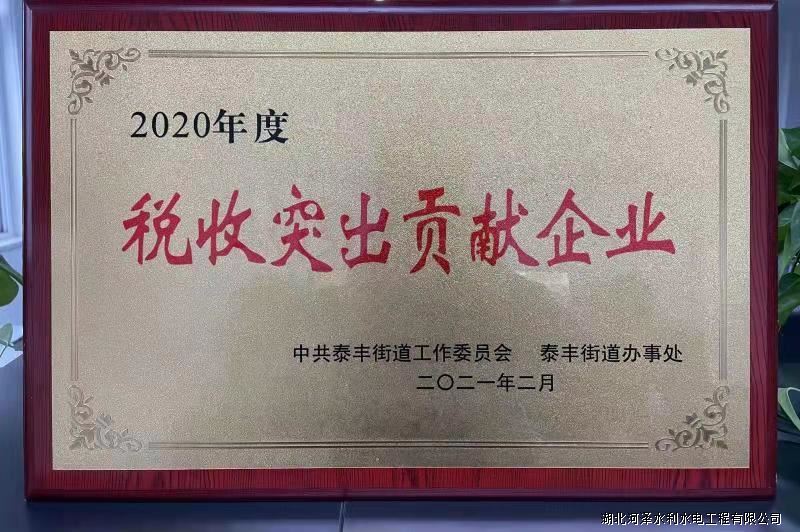 2020年度
税收突出贡献企业
中共泰丰街道工作委员会 泰丰街道办事处
二〇二一年二月
湖北河泽水利水电工程有限公司